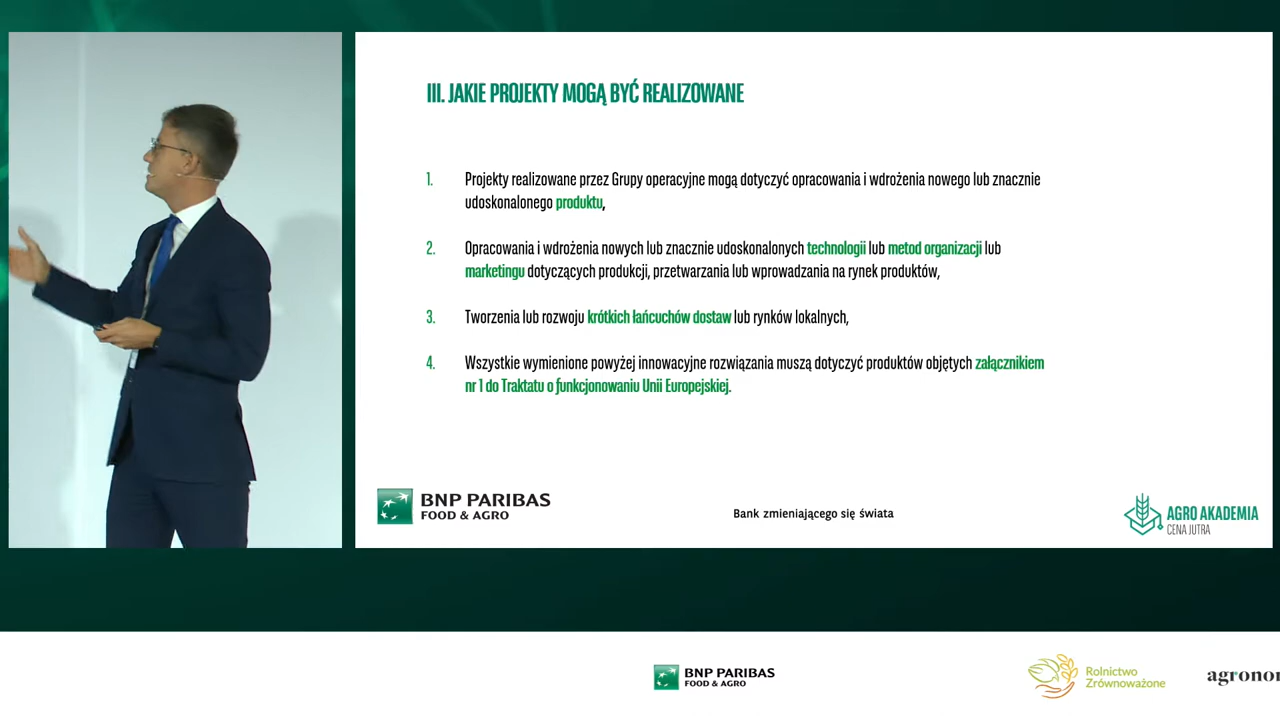 III. JAKIE PROJEKTY MOGĄ BYĆ REALIZOWANE
1. Projekty realizowane przez Grupy operacyjne mogą dotyczyć opracowania i wdrożenia nowego lub znacznie
udoskonalonego produktu,
2. Opracowania i wdrożenia nowych lub znacznie udoskonalonych technologii lub metod organizacji lub
marketingu dotyczących produkcji, przetwarzania lub wprowadzania na rynek produktów,
3. Tworzenia lub rozwoju krótkich łańcuchów dostaw lub rynków lokalnych,
4. Wszystkie wymienione powyżej innowacyjne rozwiązania muszą dotyczyć produktów objętych załącznikiem
nr 1 do Traktatu o funkcjonowaniu Unii Europejskiej.
BNP PARIBAS
FOOD & AGRO
Bank zmieniającego się świata
AGRO AKADEMIA
CENA JUTRA
BNP PARIBAS
FOOD & AGRO
Rolnictwo
Zrównoważone